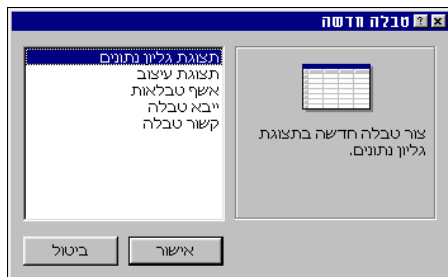 טבלה חדשה
תצוגת גליון נתונים
תצוגת עיצוב
אשף טבלאות
ייבא טבלה
קשור טבלה
צור טבלה חדשה בתצוגת
גליון נתונים.
אישור
ביטול